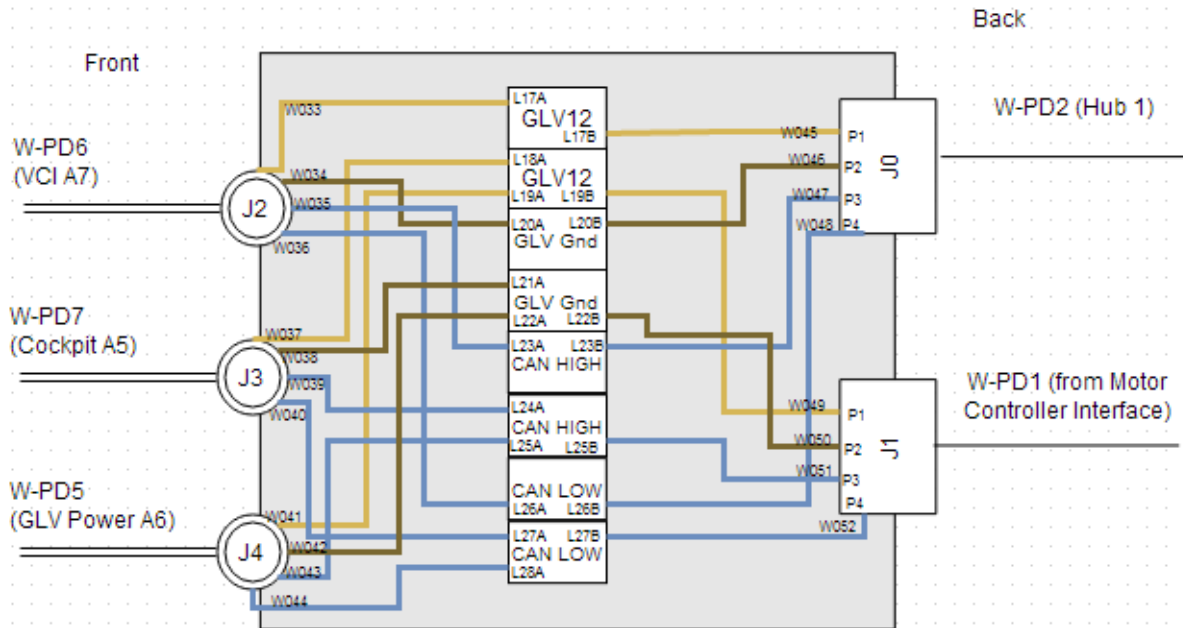 Back
Front
W-PD6
(VCI A7)
W-PD7
(Cockpit A5)
W-PD5
(GLV Power A6)
J2
J3
J4
W033
W034
W035
W036
W037
W038
W039
W040
W041
W042
W043
W044
L17A
GLV12
L17B
L18A
GLV12
L19A L19B
L20A L20B
GLV Gnd
L21A
GLV Gnd
L22A L22B
L23A L23B
CAN HIGH
L24A
CAN HIGH
L25A L25B
CAN LOW
L26A L26B
L27A L27B
CAN LOW
L28A
W045
W046
W047
W048
P1
P2
P3
P4
J0
W-PD2 (Hub 1)
W049
W050
W051
W052
P1
P2
P3
P4
J1
W-PD1 (from Motor
Controller Interface)